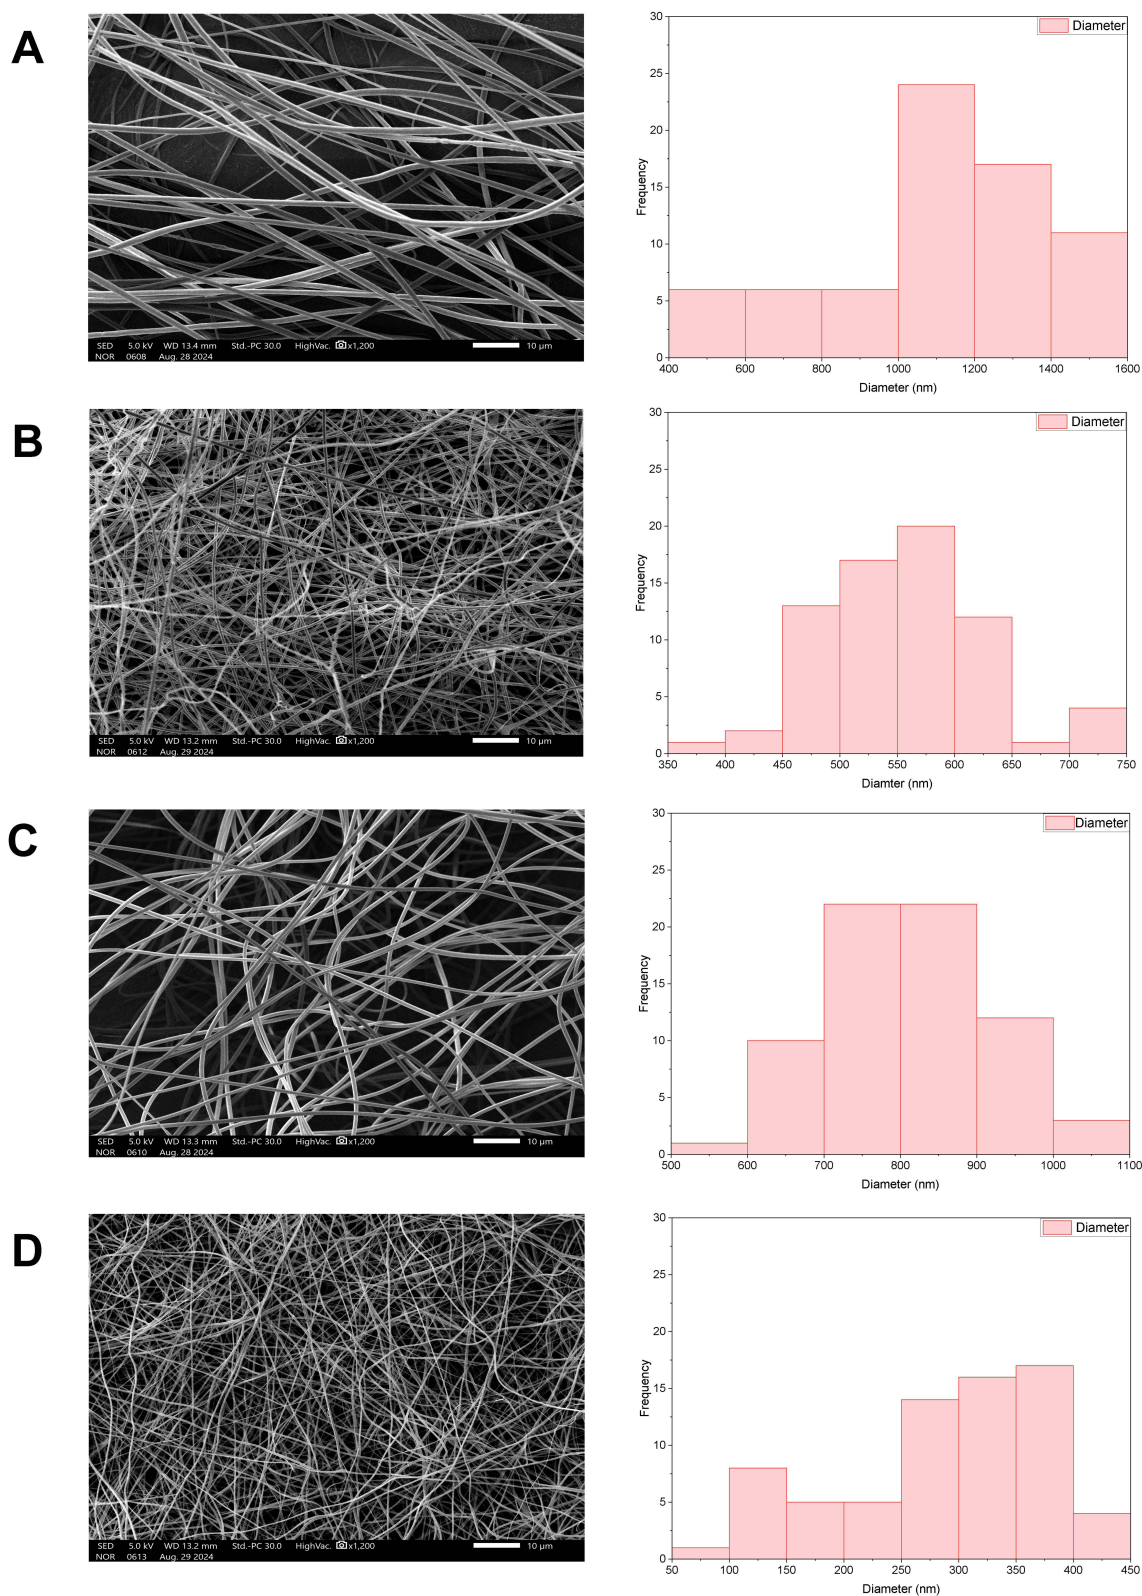 A
SED 5.0 kV WD 13.4 mm Std.-PC 30.0 HighVac. x1,200 10 µm
NOR 0608 Aug. 28 2024
Diameter
30
25
20
15
10
5
0
Frequency
400 600 800 1000 1200 1400 1600
Diameter (nm)
B
SED 5.0 kV WD 13.2 mm Std.-PC 30.0 HighVac. x1,200 10 µm
NOR 0612 Aug. 29 2024
Diameter
30
25
20
15
10
5
0
Frequency
350 400 450 500 550 600 650 700 750
Diamter (nm)
C
SED 5.0 kV WD 13.3 mm Std.-PC 30.0 HighVac. x1,200 10 µm
NOR 0610 Aug. 28 2024
Diameter
30
25
20
15
10
5
0
Frequency
500 600 700 800 900 1000 1100
Diameter (nm)
D
SED 5.0 kV WD 13.2 mm Std.-PC 30.0 HighVac. x1,200 10 µm
NOR 0613 Aug. 29 2024
Diameter
30
25
20
15
10
5
0
Frequency
50 100 150 200 250 300 350 400 450
Diameter (nm)